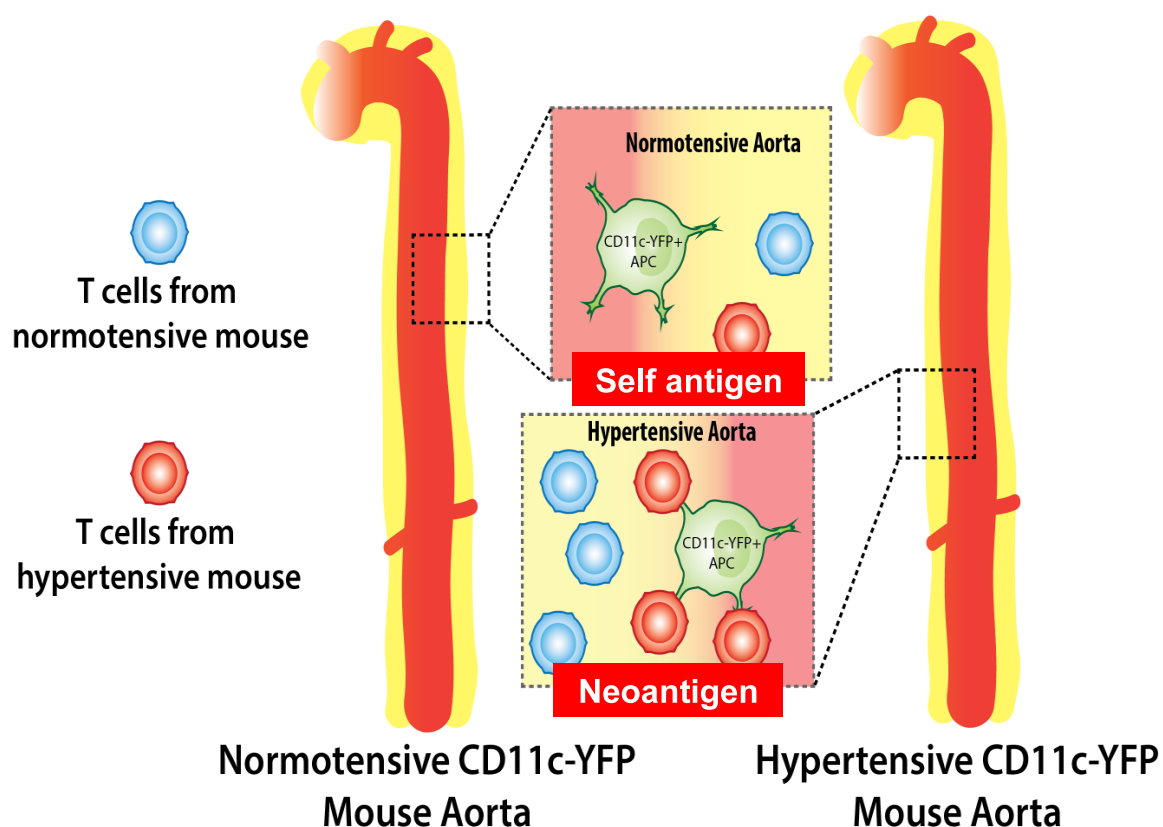 Normotensive Aorta
CD11c-YFP+
APC
T cells from
normotensive mouse
Self antigen
Hypertensive Aorta
CD11c-YFP+
APC
T cells from
hypertensive mouse
Neoantigen
Normotensive CD11c-YFP
Mouse Aorta
Hypertensive CD11c-YFP
Mouse Aorta